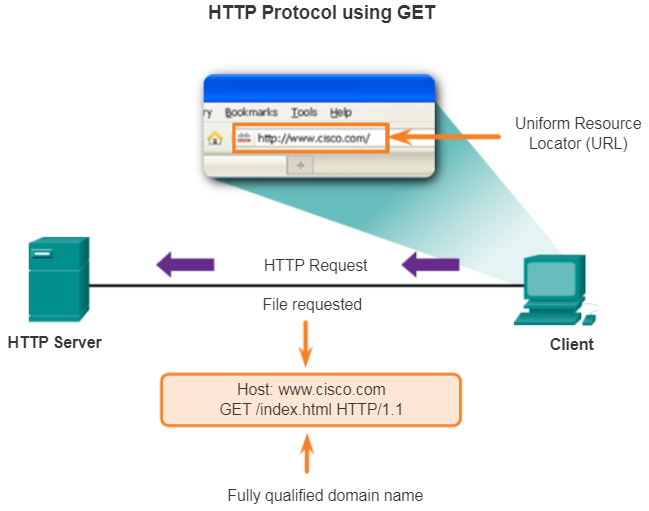 HTTP Protocol using GET
ry Bookmarks Tools Help
http://www.cisco.com/
Uniform Resource
Locator (URL)
HTTP Request
File requested
HTTP Server
Client
Host: www.cisco.com
GET /index.html HTTP/1.1
Fully qualified domain name